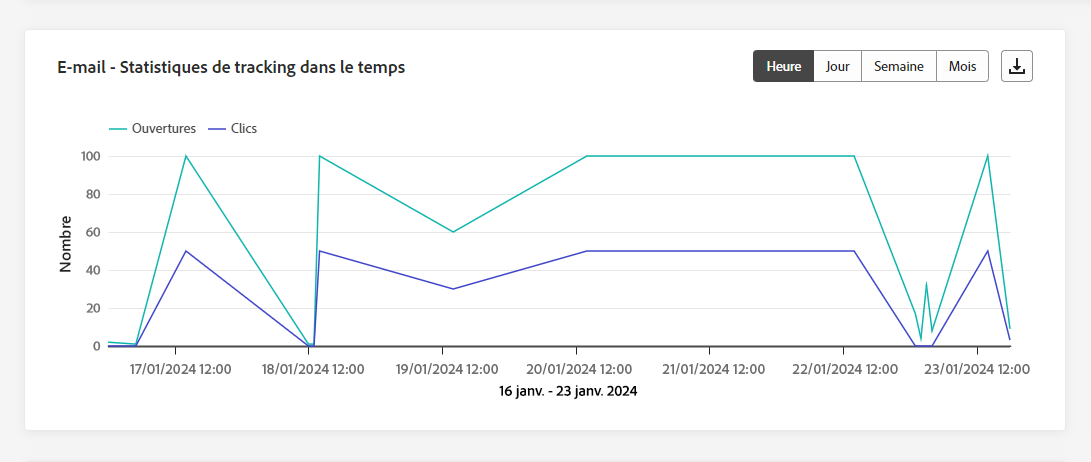 E-mail - Statistiques de tracking dans le temps
Heure Jour Semaine Mois
Ouvertures Clics
Nombre
100
80
60
40
20
0
17/01/2024 12:00 18/01/2024 12:00 19/01/2024 12:00 20/01/2024 12:00 21/01/2024 12:00 22/01/2024 12:00 23/01/2024 12:00
16 janv. - 23 janv. 2024